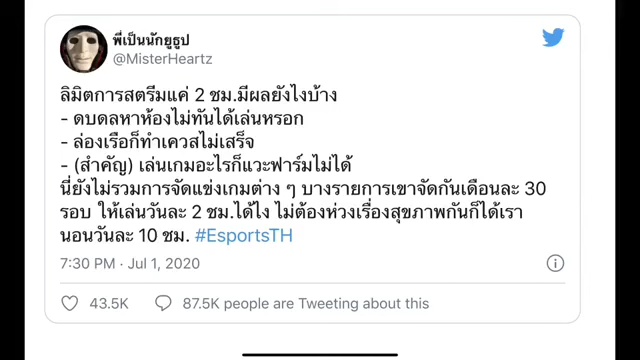 พี่เป็นนักยูธูป
@MisterHeartz
ลิมิตการสตรีมแค่ 2 ชม.มีผลยังไงบ้าง
- ดบดลหาห้องไม่ทันได้เล่นหรอก
- ล่องเรือก็ทำเควสไม่เสร็จ
- (สำคัญ) เล่นเกมอะไรก็แวะฟาร์มไม่ได้
นี่ยังไม่รวมการจัดแข่งเกมต่าง ๆ บางรายการเขาจัดกันเดือนละ 30
รอบ ให้เล่นวันละ 2 ชม.ได้ไง ไม่ต้องห่วงเรื่องสุขภาพกันก็ได้เรา
นอนวันละ 10 ชม. #EsportsTH
7:30 PM · Jul 1, 2020
43.5K
87.5K people are Tweeting about this